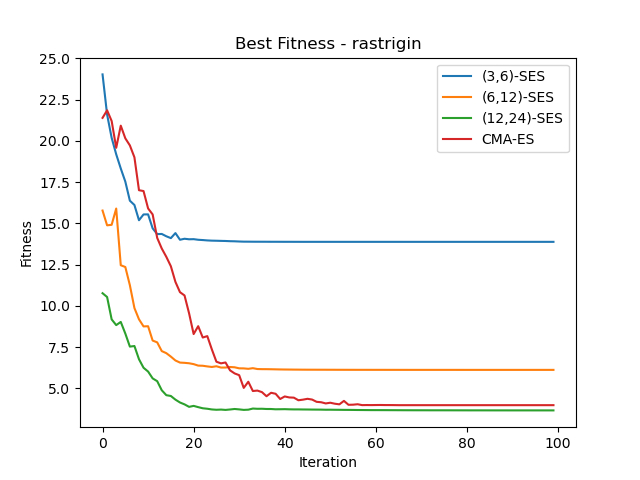 Best Fitness - rastrigin
25.0
22.5
20.0
17.5
15.0
12.5
10.0
7.5
5.0
Fitness
(3,6)-SES
(6,12)-SES
(12,24)-SES
CMA-ES
0 20 40 60 80 100
Iteration